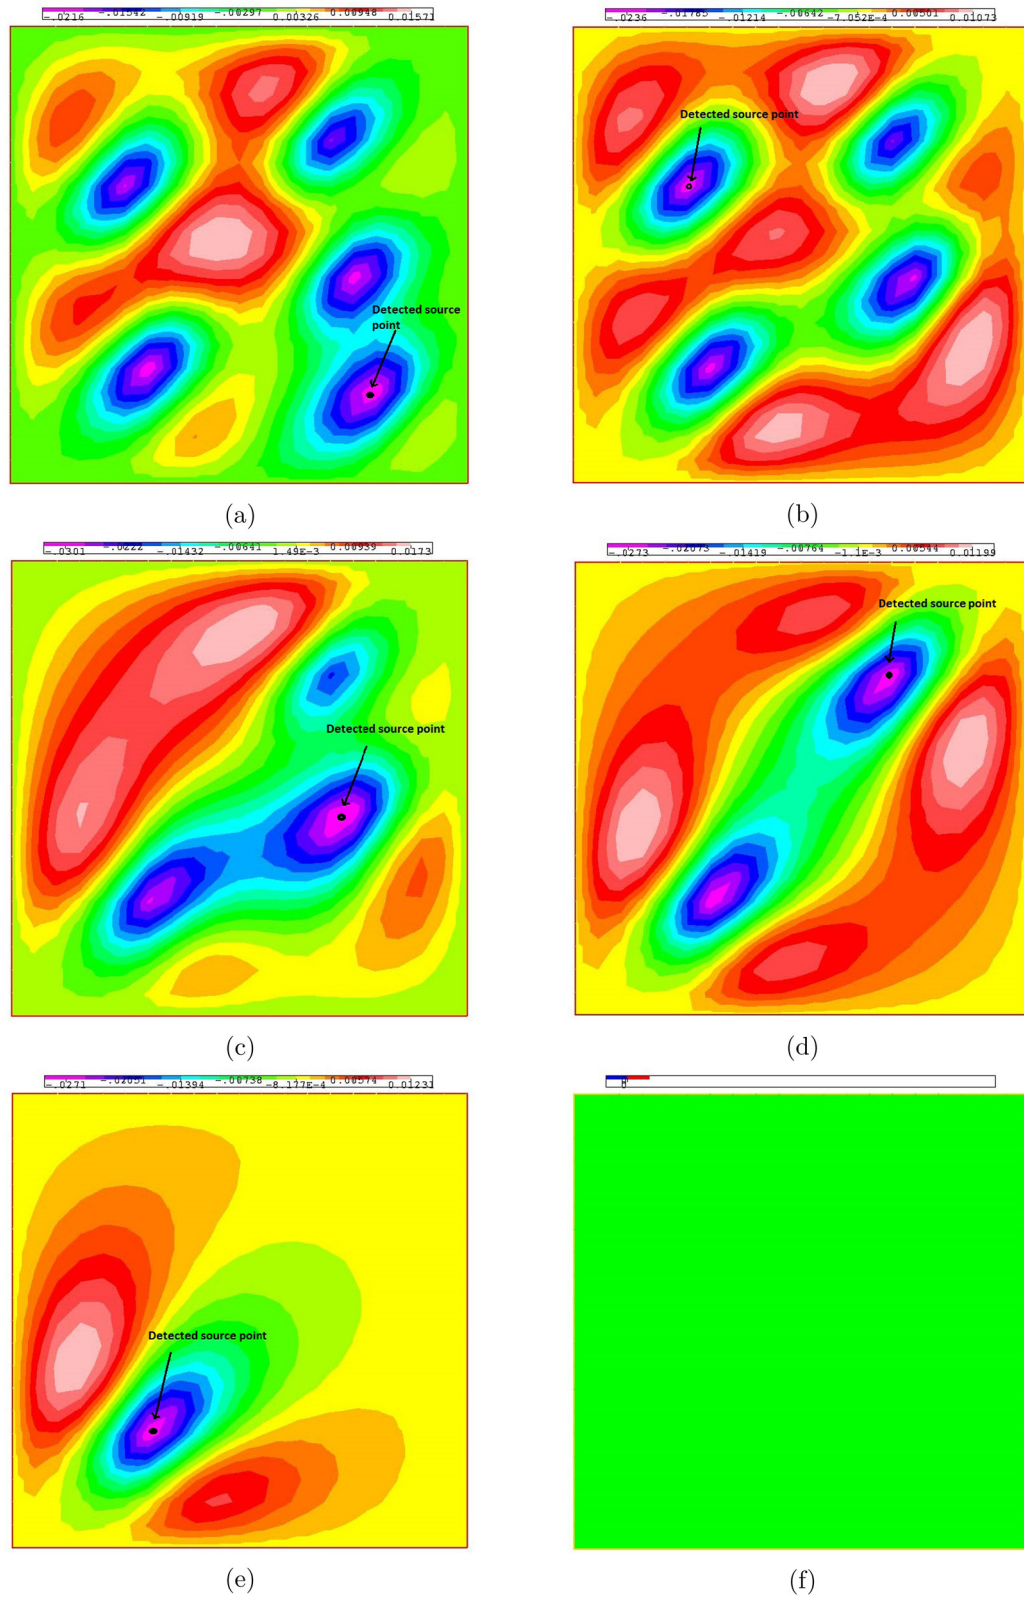 -.0216 -.01542 -.00919 -.00297 0.00326 0.00948 0.01571
-.0236 -.01785 -.01214 -.00642 -7.052E-4 0.00501 0.01073
Detected source point
Detected source
point
(a) (b)
-.0301 -.0222 -.01432 -.00641 1.49E-3 0.00939 0.0173
-.0273 -.02073 -.01419 -.00764 -1.1E-3 0.00544 0.01199
Detected source point
Detected source point
(c) (d)
-.0271 -.02051 -.01394 -.00738 -8.177E-4 0.00574 0.01231
Detected source point
(e) (f)